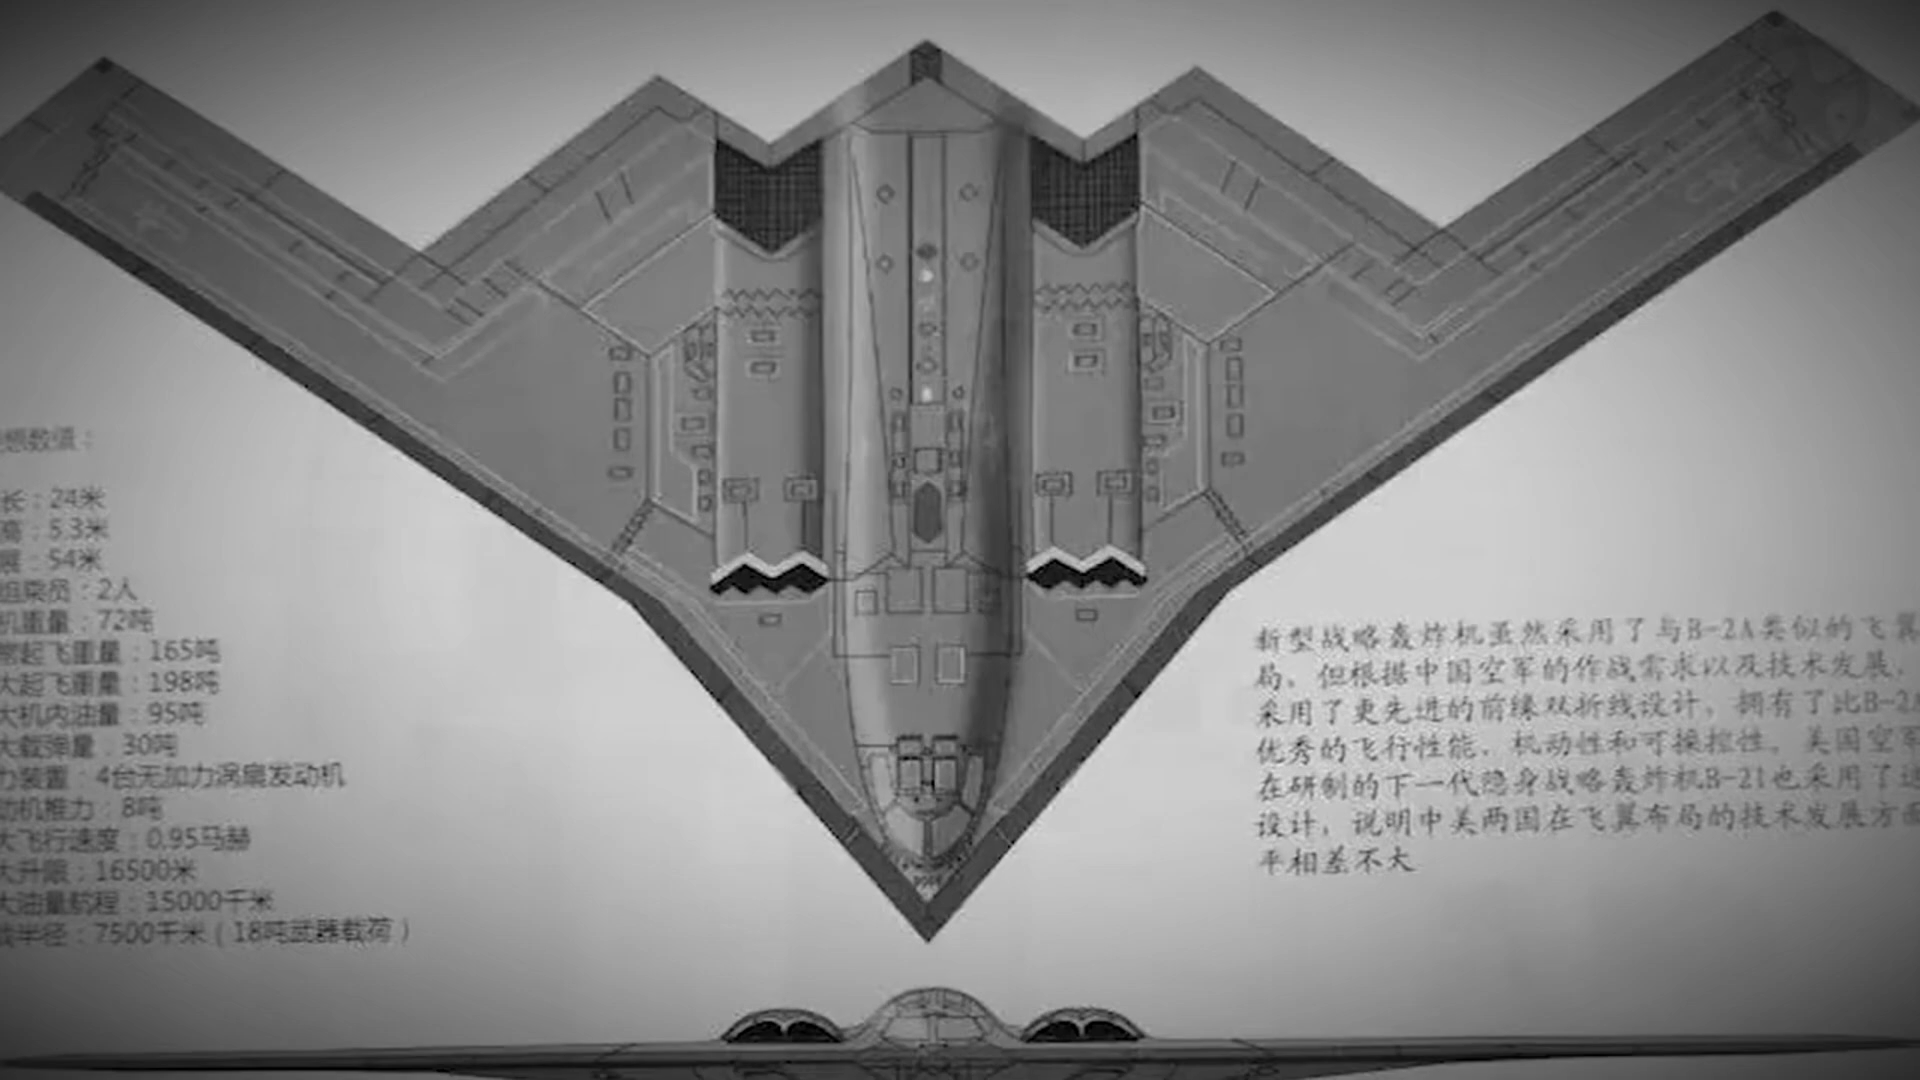 想数值：
长：24米
高：5.3米
展：54米
组乘员：2人
机重量：72吨
常起飞重量：165吨
大起飞重量：198吨
大机内油量：95吨
大载弹量：30吨
力装置：4台无加力涡扇发动机
动机推力：8吨
大飞行速度：0.95马赫
大升限：16500米
大油量航程：15000千米
战半径：7500千米（18吨武器载荷）
新型战略轰炸机虽然采用了与B-2A类似的飞翼
局，但根据中国空军的作战需求以及技术发展，
采用了更先进的前缘双折线设计，拥有了比B-2A
优秀的飞行性能、机动性和可操控性，美国空军
在研制的下一代隐身战略轰炸机B-21也采用了这
设计，说明中美两国在飞翼布局的技术发展方面
平相差不大